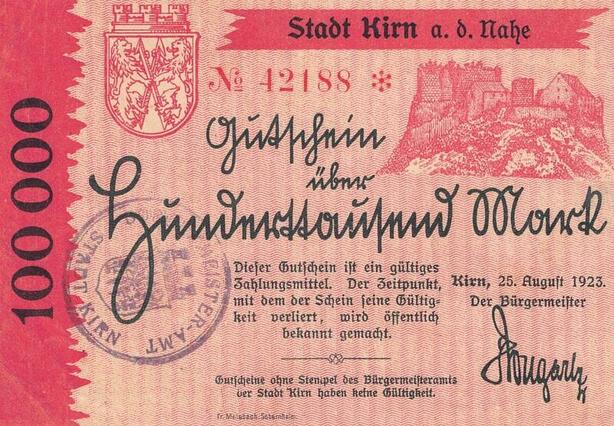 Stadt Kirn a. d. Nahe
№ 42188 *
100 000
Gutschein
über
Hunderttausend Mark
Dieser Gutschein ist ein gültiges
Zahlungsmittel. Der Zeitpunkt,
mit dem der Schein seine Gültig-
keit verliert, wird öffentlich
bekannt gemacht.
Kirn, 25. August 1923.
Der Bürgermeister
Gutscheine ohne Stempel des Bürgermeisteramts
der Stadt Kirn haben keine Gültigkeit.
MEISTER-AMT
STADT KIRN
Sobernheim.